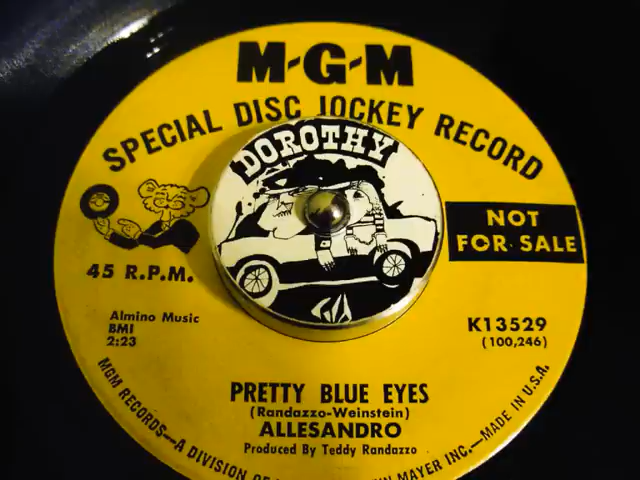 M-G-M
SPECIAL DISC JOCKEY RECORD
DOROTHY
NOT
FOR SALE
45 R.P.M.
Almino Music
BMI
2:23
K13529
(100,246)
PRETTY BLUE EYES
(Randazzo-Weinstein)
ALLESANDRO
Produced By Teddy Randazzo
MGM RECORDS—A DIVISION OF MAYER INC.—MADE IN U.S.A.